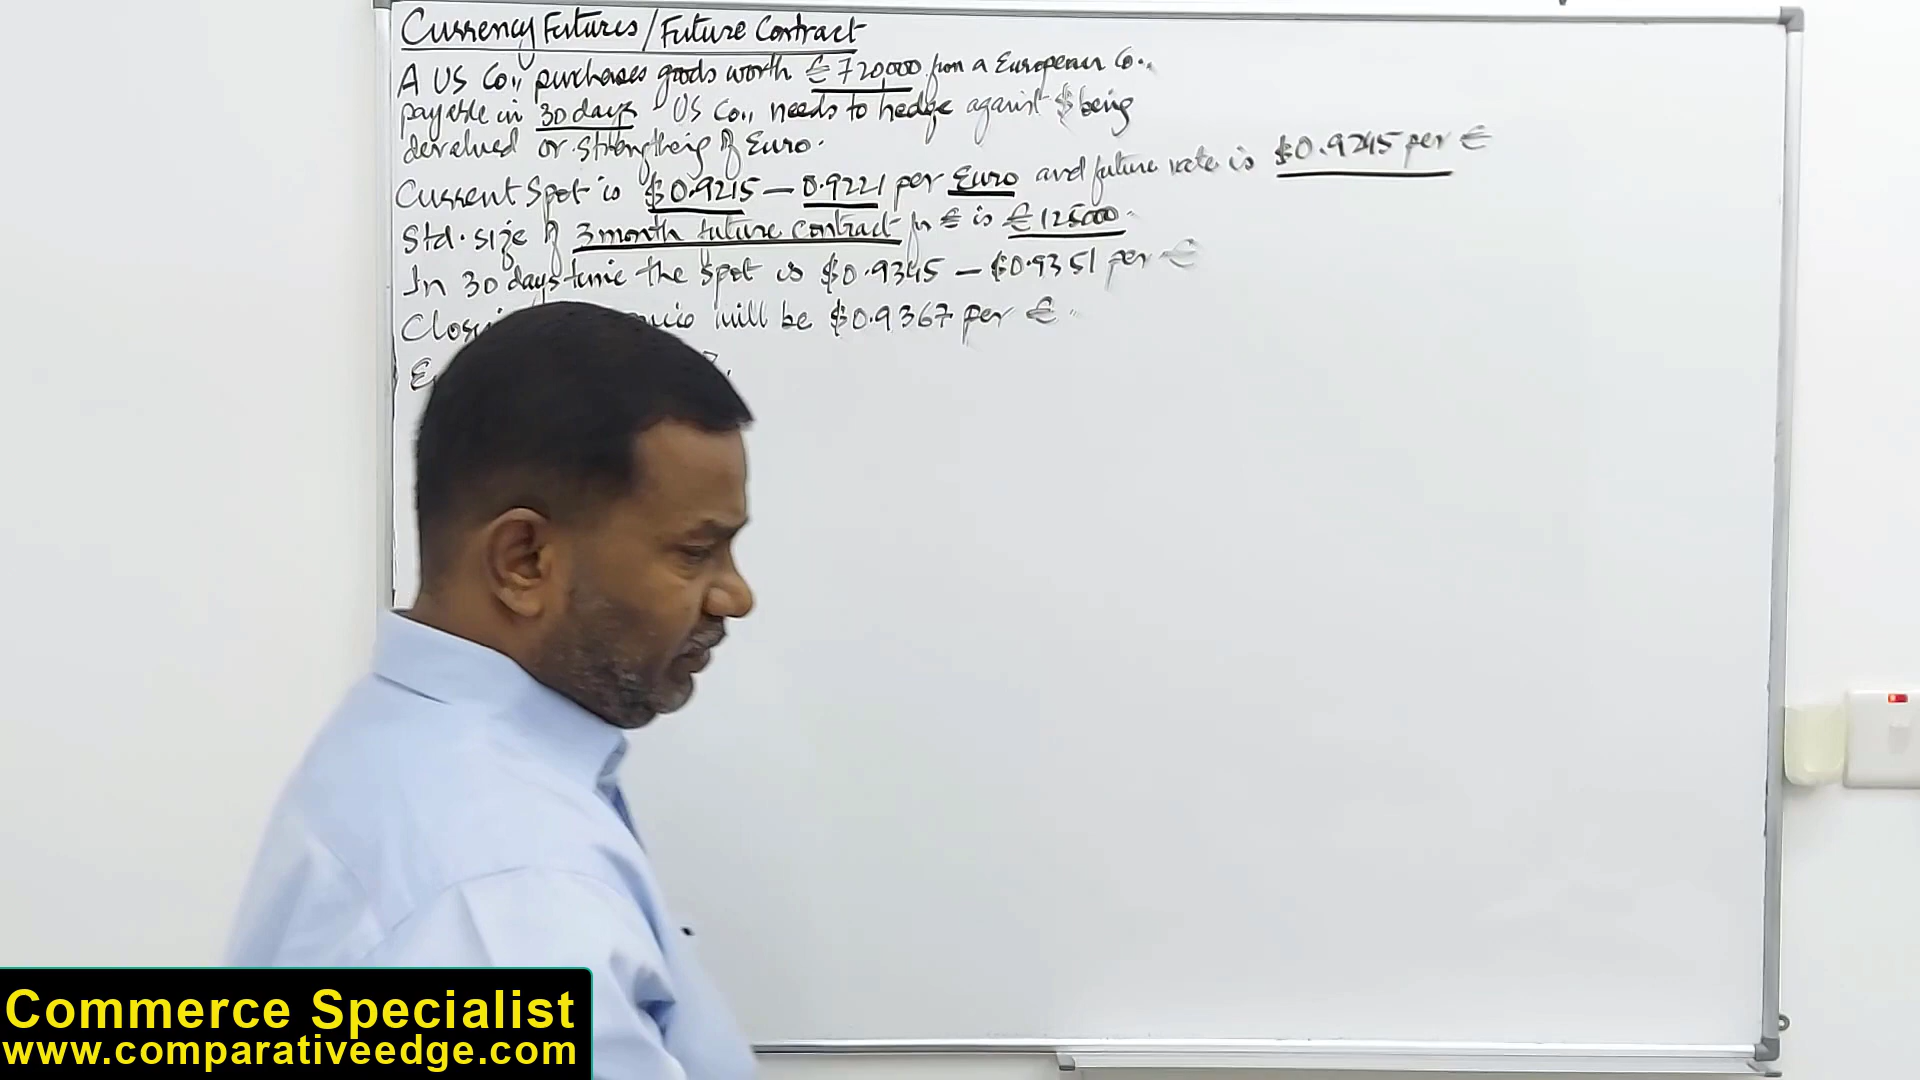 Currency Futures / Future Contract
A US Co., purchases goods worth € 720,000 from a European Co.,
payable in 30 days. US Co., needs to hedge against $ being
devalued or strengthening of Euro.
Current Spot is $0.9215 — 0.9221 per Euro and future rate is $0.9245 per €
Std. size of 3 month future contract for € is € 125000.
In 30 days time the spot is $0.9345 — $0.9351 per €
will be $0.9367 per €.
Commerce Specialist
www.comparativeedge.com